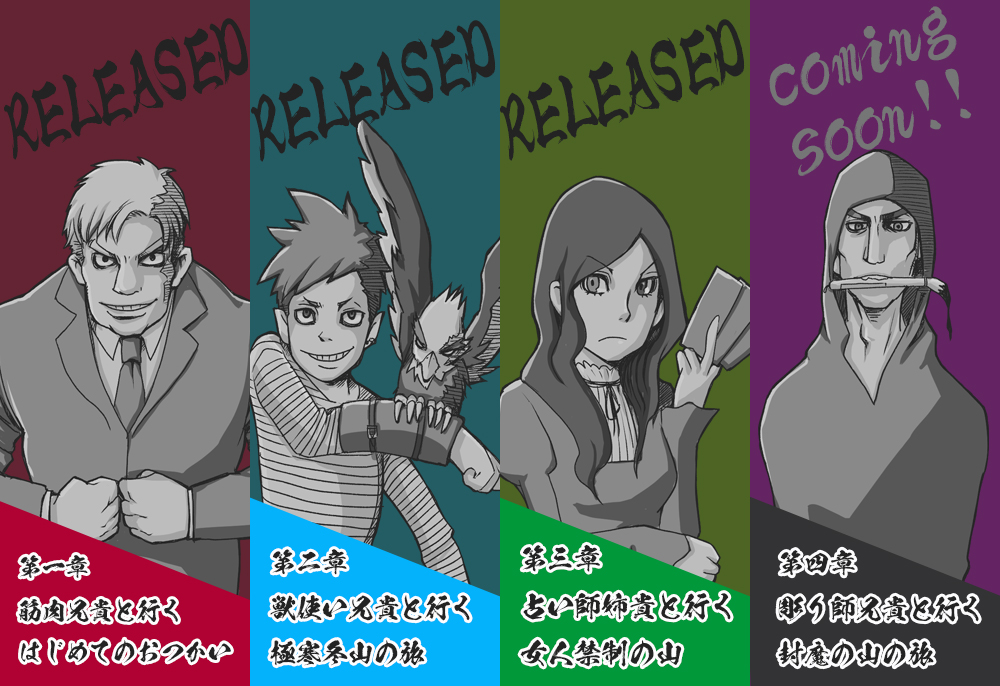 RELEASED
第一章
筋肉兄貴と行く
はじめてのおつかい
RELEASED
第二章
獣使い兄貴と行く
極寒冬山の旅
RELEASED
第三章
占い師姉貴と行く
女人禁制の山
coming
soon!!
第四章
彫り師兄貴と行く
封魔の山の旅